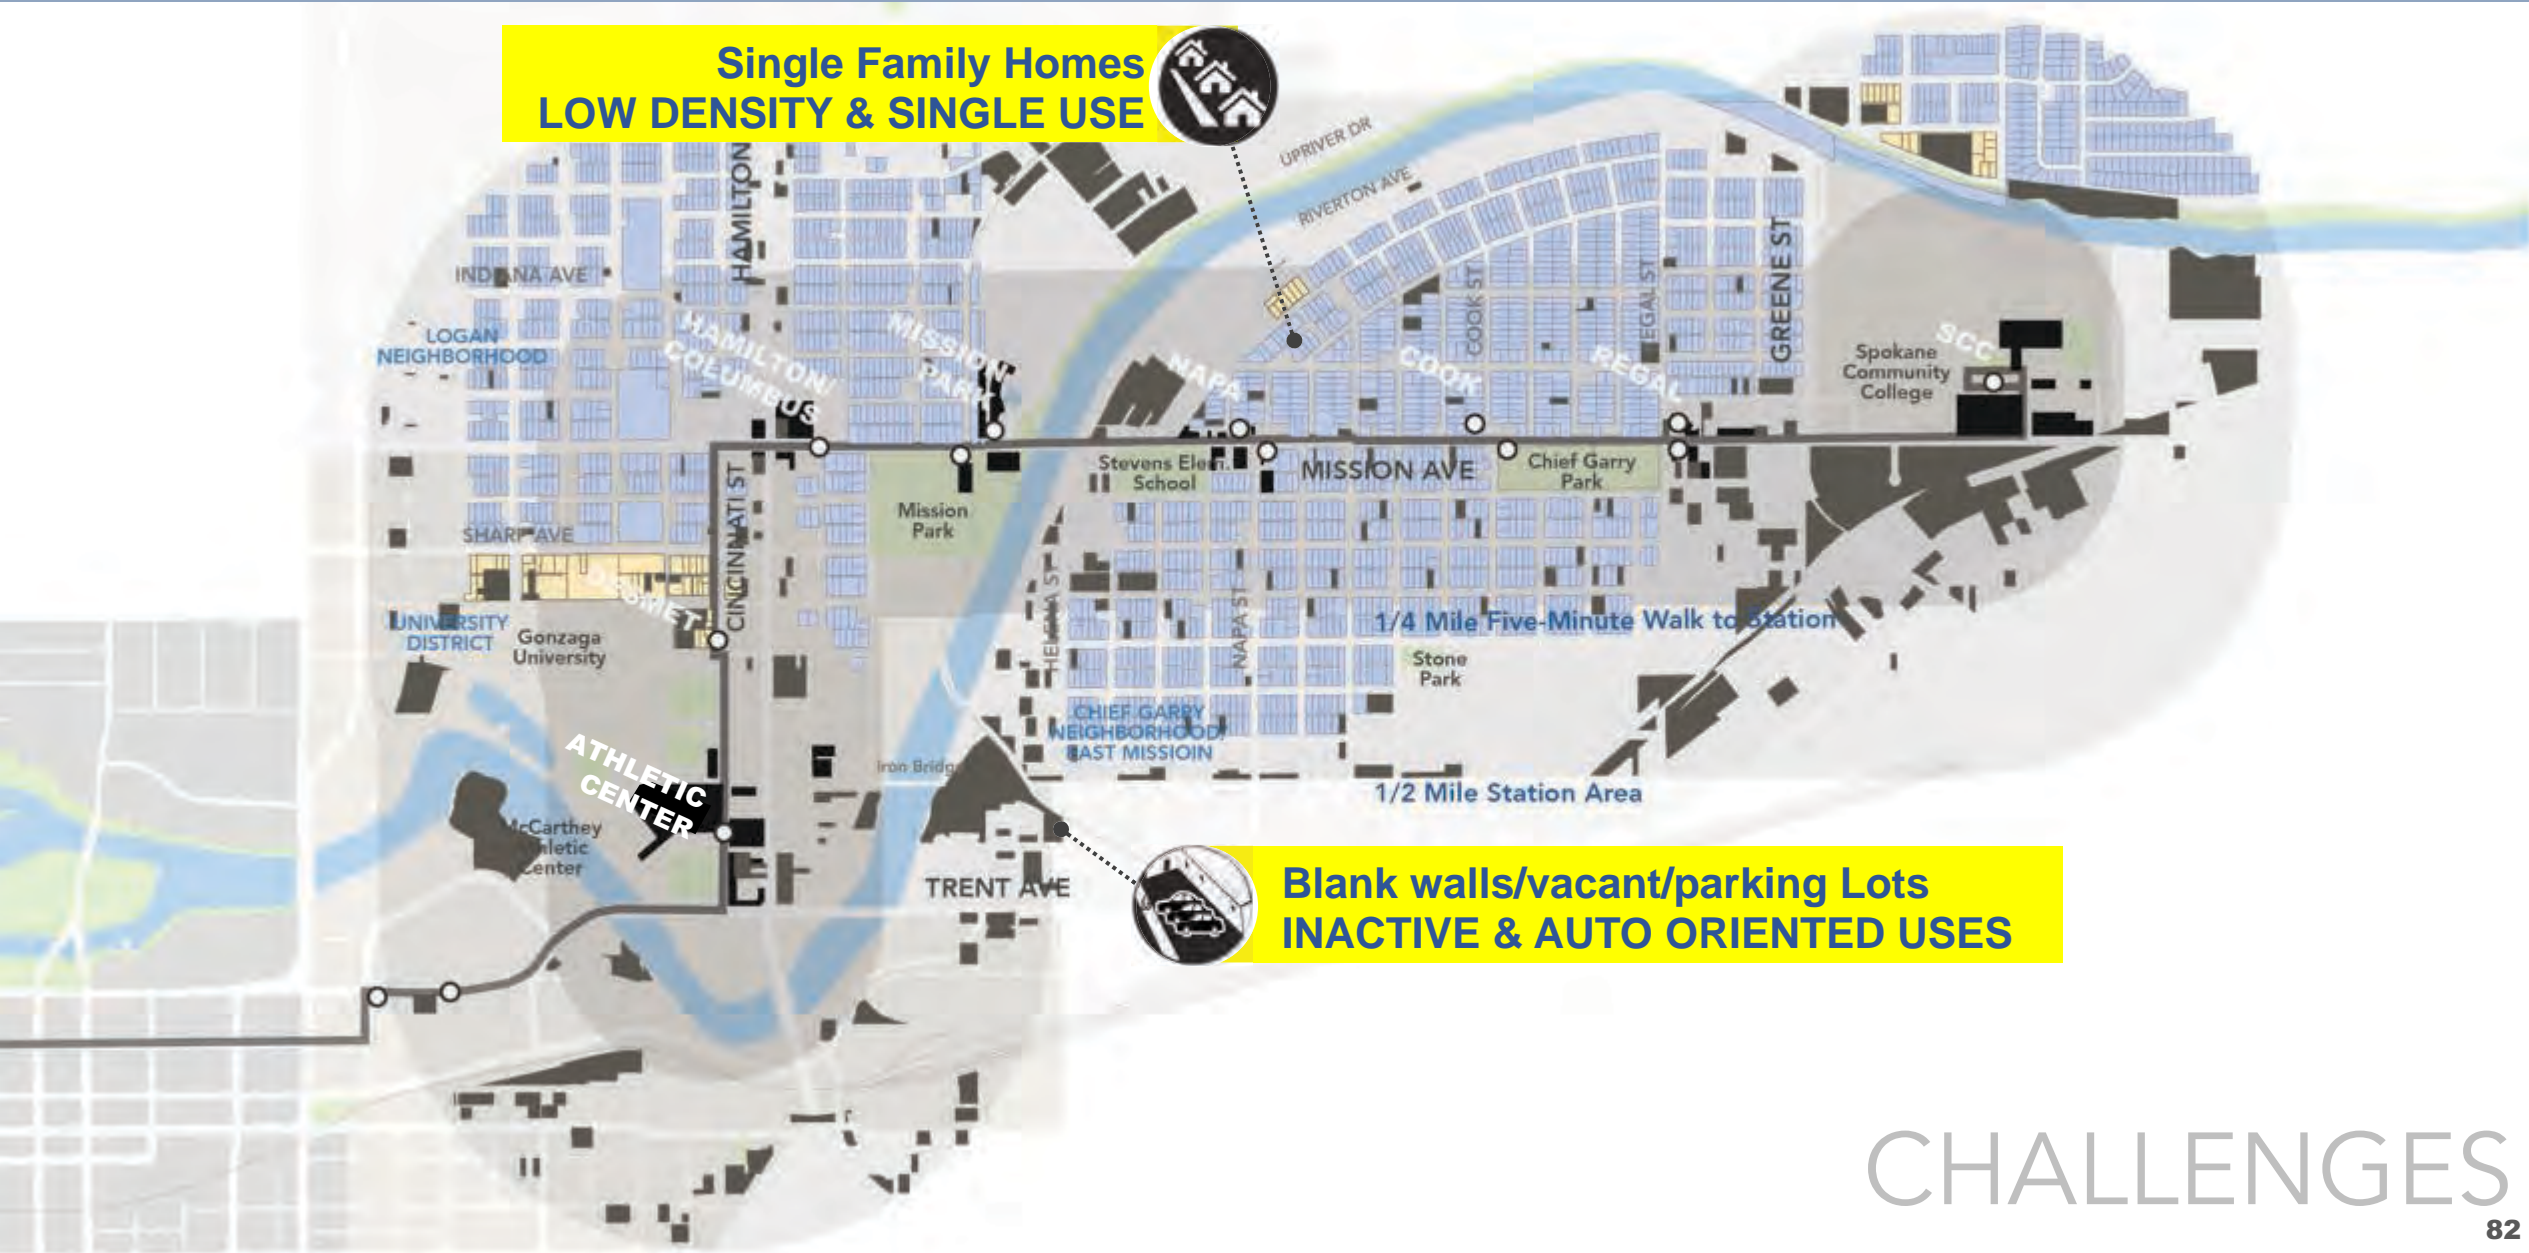 Single Family Homes
LOW DENSITY & SINGLE USE
UPRIVER DR
RIVERTON AVE
HAMILTON
INDIANA AVE
LOGAN
NEIGHBORHOOD
HAMILTON/
COLUMBUS
MISSION
PARK
NAPA
COOK
COOK ST
REGAL
REGAL ST
GREENE ST
SCC
Spokane
Community
College
Stevens Elem.
School
MISSION AVE
Chief Garry
Park
Mission
Park
CINCINNATI ST
SHARP AVE
DESMET
UNIVERSITY
DISTRICT
Gonzaga
University
HELENA ST
NAPA ST
1/4 Mile Five-Minute Walk to Station
Stone
Park
CHIEF GARRY
NEIGHBORHOOD/
EAST MISSIOIN
Iron Bridge
1/2 Mile Station Area
ATHLETIC
CENTER
McCarthey
Athletic
Center
TRENT AVE
Blank walls/vacant/parking Lots
INACTIVE & AUTO ORIENTED USES
CHALLENGES
82